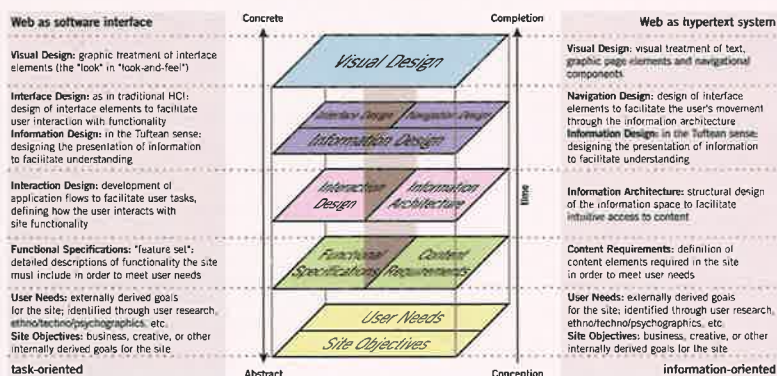 Web as software interface
Visual Design: graphic treatment of interface
elements (the "look" in "look-and-feel")
Interface Design: as in traditional HCI:
design of interface elements to facilitate
user interaction with functionality
Information Design: in the Tuftean sense:
designing the presentation of information
to facilitate understanding
Interaction Design: development of
application flows to facilitate user tasks,
defining how the user interacts with
site functionality
Functional Specifications: "feature set":
detailed descriptions of functionality the site
must include in order to meet user needs
User Needs: externally derived goals
for the site; identified through user research,
ethno/techno/psychographics, etc.
Site Objectives: business, creative, or other
internally derived goals for the site
task-oriented
Concrete
Completion
Visual Design
Interface Design
Navigation Design
Information Design
Interaction
Design
Information
Architecture
Functional
Specifications
Content
Requirements
User Needs
Site Objectives
time
Abstract
Conception
Web as hypertext system
Visual Design: visual treatment of text,
graphic page elements and navigational
components
Navigation Design: design of interface
elements to facilitate the user's movement
through the information architecture
Information Design: in the Tuftean sense:
designing the presentation of information
to facilitate understanding
Information Architecture: structural design
of the information space to facilitate
intuitive access to content
Content Requirements: definition of
content elements required in the site
in order to meet user needs
User Needs: externally derived goals
for the site; identified through user research,
ethno/techno/psychographics, etc.
Site Objectives: business, creative, or other
internally derived goals for the site
information-oriented